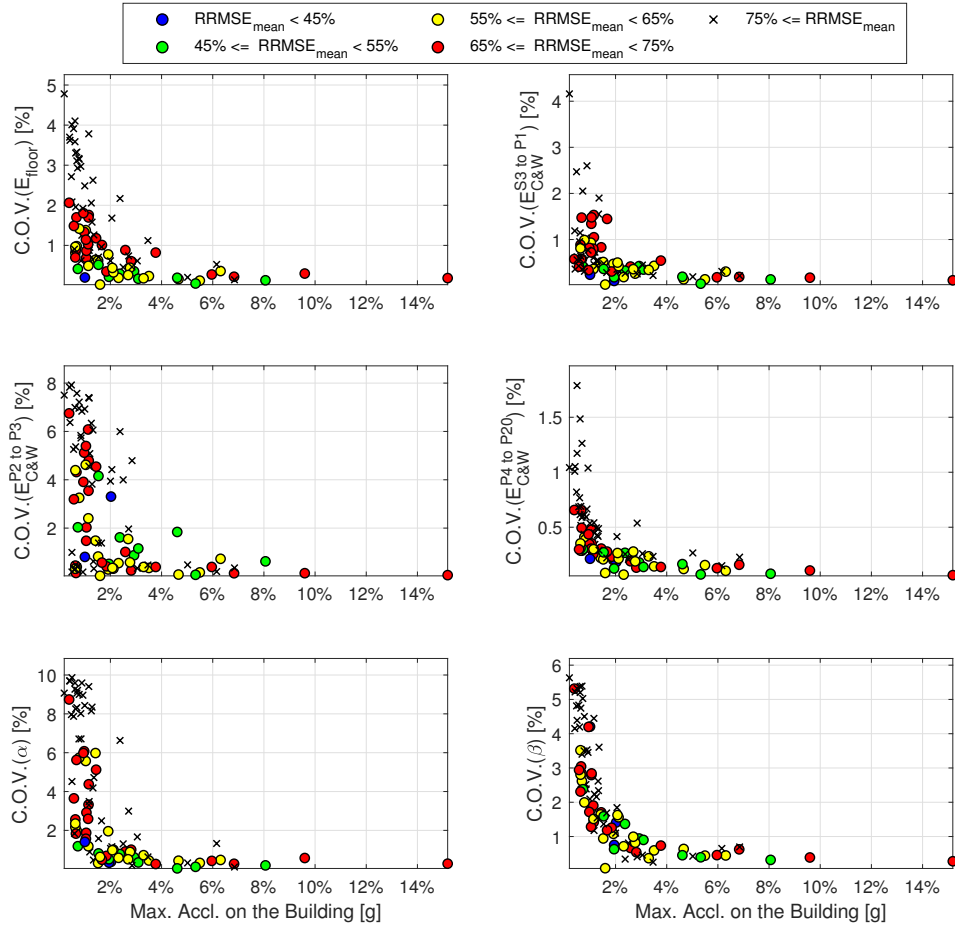 RRMSE_mean < 45%
55% <= RRMSE_mean < 65%
75% <= RRMSE_mean
45% <= RRMSE_mean < 55%
65% <= RRMSE_mean < 75%
C.O.V.(E_floor) [%]
5
4
3
2
1
2% 4% 6% 8% 10% 12% 14%
C.O.V.(E_C&W^S3 to P1) [%]
4
3
2
1
2% 4% 6% 8% 10% 12% 14%
C.O.V.(E_C&W^P2 to P3) [%]
8
6
4
2
2% 4% 6% 8% 10% 12% 14%
C.O.V.(E_C&W^P4 to P20) [%]
1.5
1
0.5
2% 4% 6% 8% 10% 12% 14%
C.O.V.(α) [%]
10
8
6
4
2
2% 4% 6% 8% 10% 12% 14%
Max. Accl. on the Building [g]
C.O.V.(β) [%]
6
5
4
3
2
1
2% 4% 6% 8% 10% 12% 14%
Max. Accl. on the Building [g]